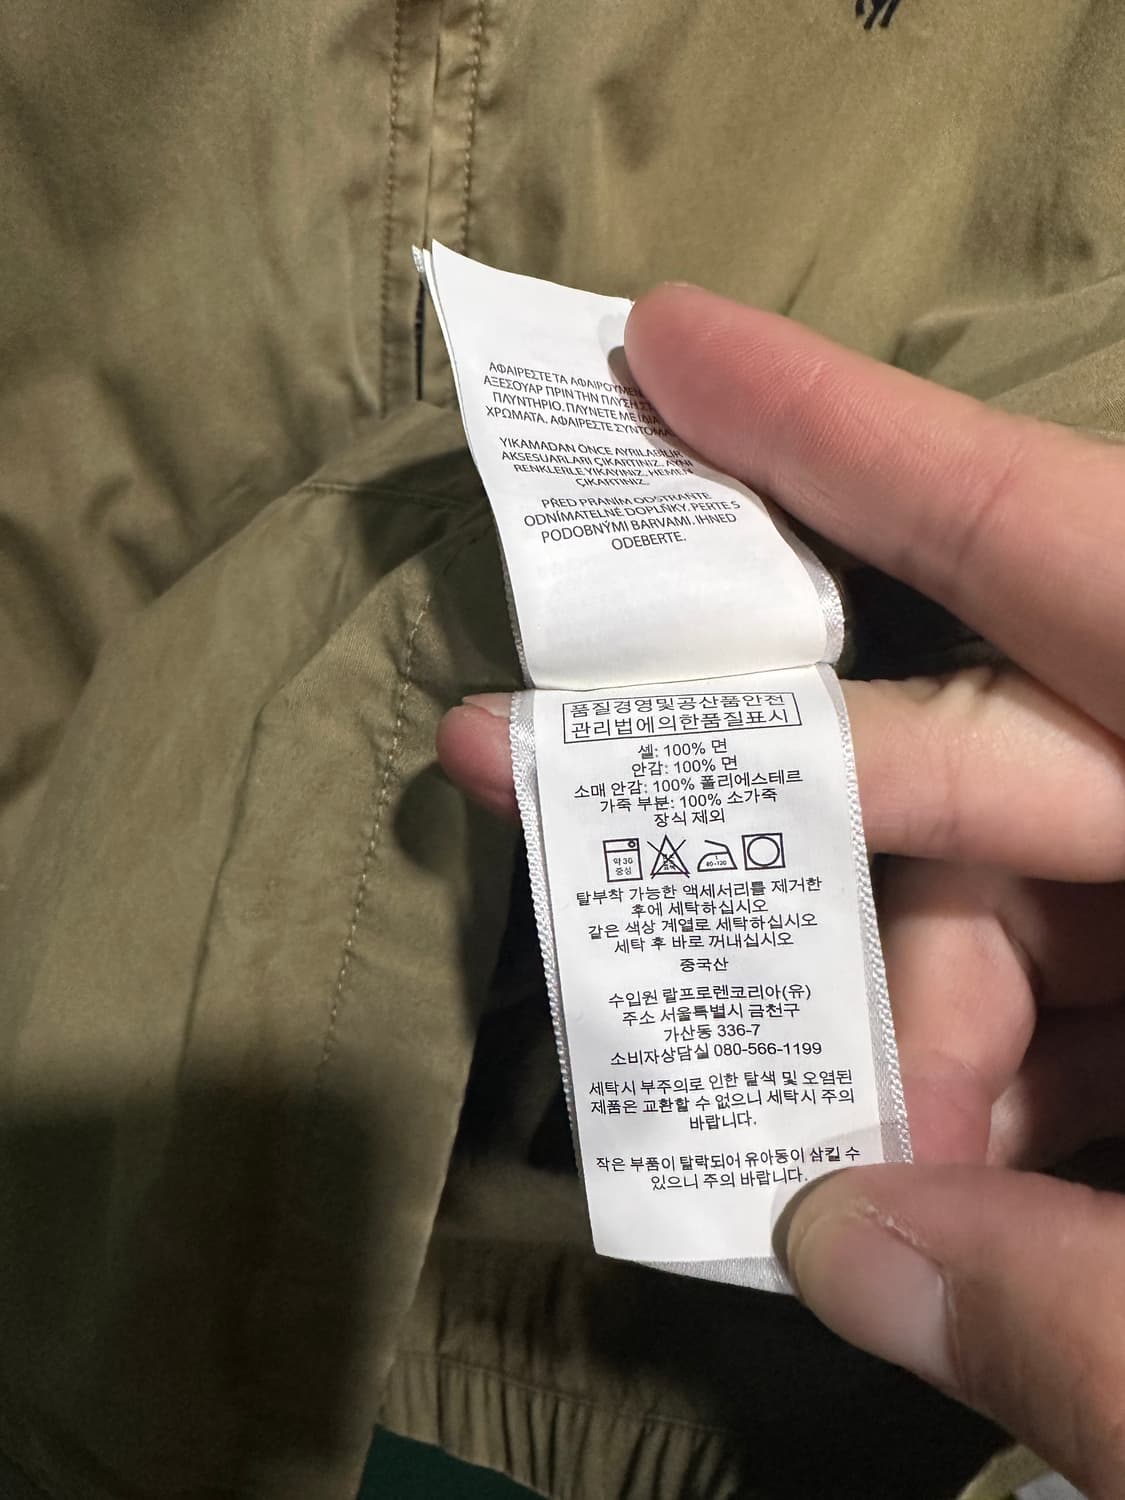 ΑΦΑΙΡΕΣΤΕ ΤΑ ΑΦΑΙΡΟΥΜΕΝ
ΑΞΕΣΟΥΑΡ ΠΡΙΝ ΤΗΝ ΠΛΥΣΗ ΣΤ
ΠΛΥΝΤΗΡΙΟ. ΠΛΥΝΕΤΕ ΜΕ ΙΔΙΑ
ΧΡΩΜΑΤΑ. ΑΦΑΙΡΕΣΤΕ ΣΥΝΤΟΜΑ.
YIKAMADAN ÖNCE AYRILABİLİR
AKSESUARLARI ÇIKARTINIZ. AYNI
RENKLERLE YIKAYINIZ. HEMEN
ÇIKARTINIZ.
PŘED PRANÍM ODSTRAŇTE
ODNÍMATELNÉ DOPLŇKY. PERTE S
PODOBNÝMI BARVAMI. IHNED
ODEBERTE.
품질경영및공산품안전
관리법에의한품질표시
셸: 100% 면
안감: 100% 면
소매 안감: 100% 폴리에스테르
가죽 부분: 100% 소가죽
장식 제외
약 30
중성
80-120
탈부착 가능한 액세서리를 제거한
후에 세탁하십시오
같은 색상 계열로 세탁하십시오
세탁 후 바로 꺼내십시오
중국산
수입원 랄프로렌코리아(유)
주소 서울특별시 금천구
가산동 336-7
소비자상담실 080-566-1199
세탁시 부주의로 인한 탈색 및 오염된
제품은 교환할 수 없으니 세탁시 주의
바랍니다.
작은 부품이 탈락되어 유아동이 삼킬 수
있으니 주의 바랍니다.